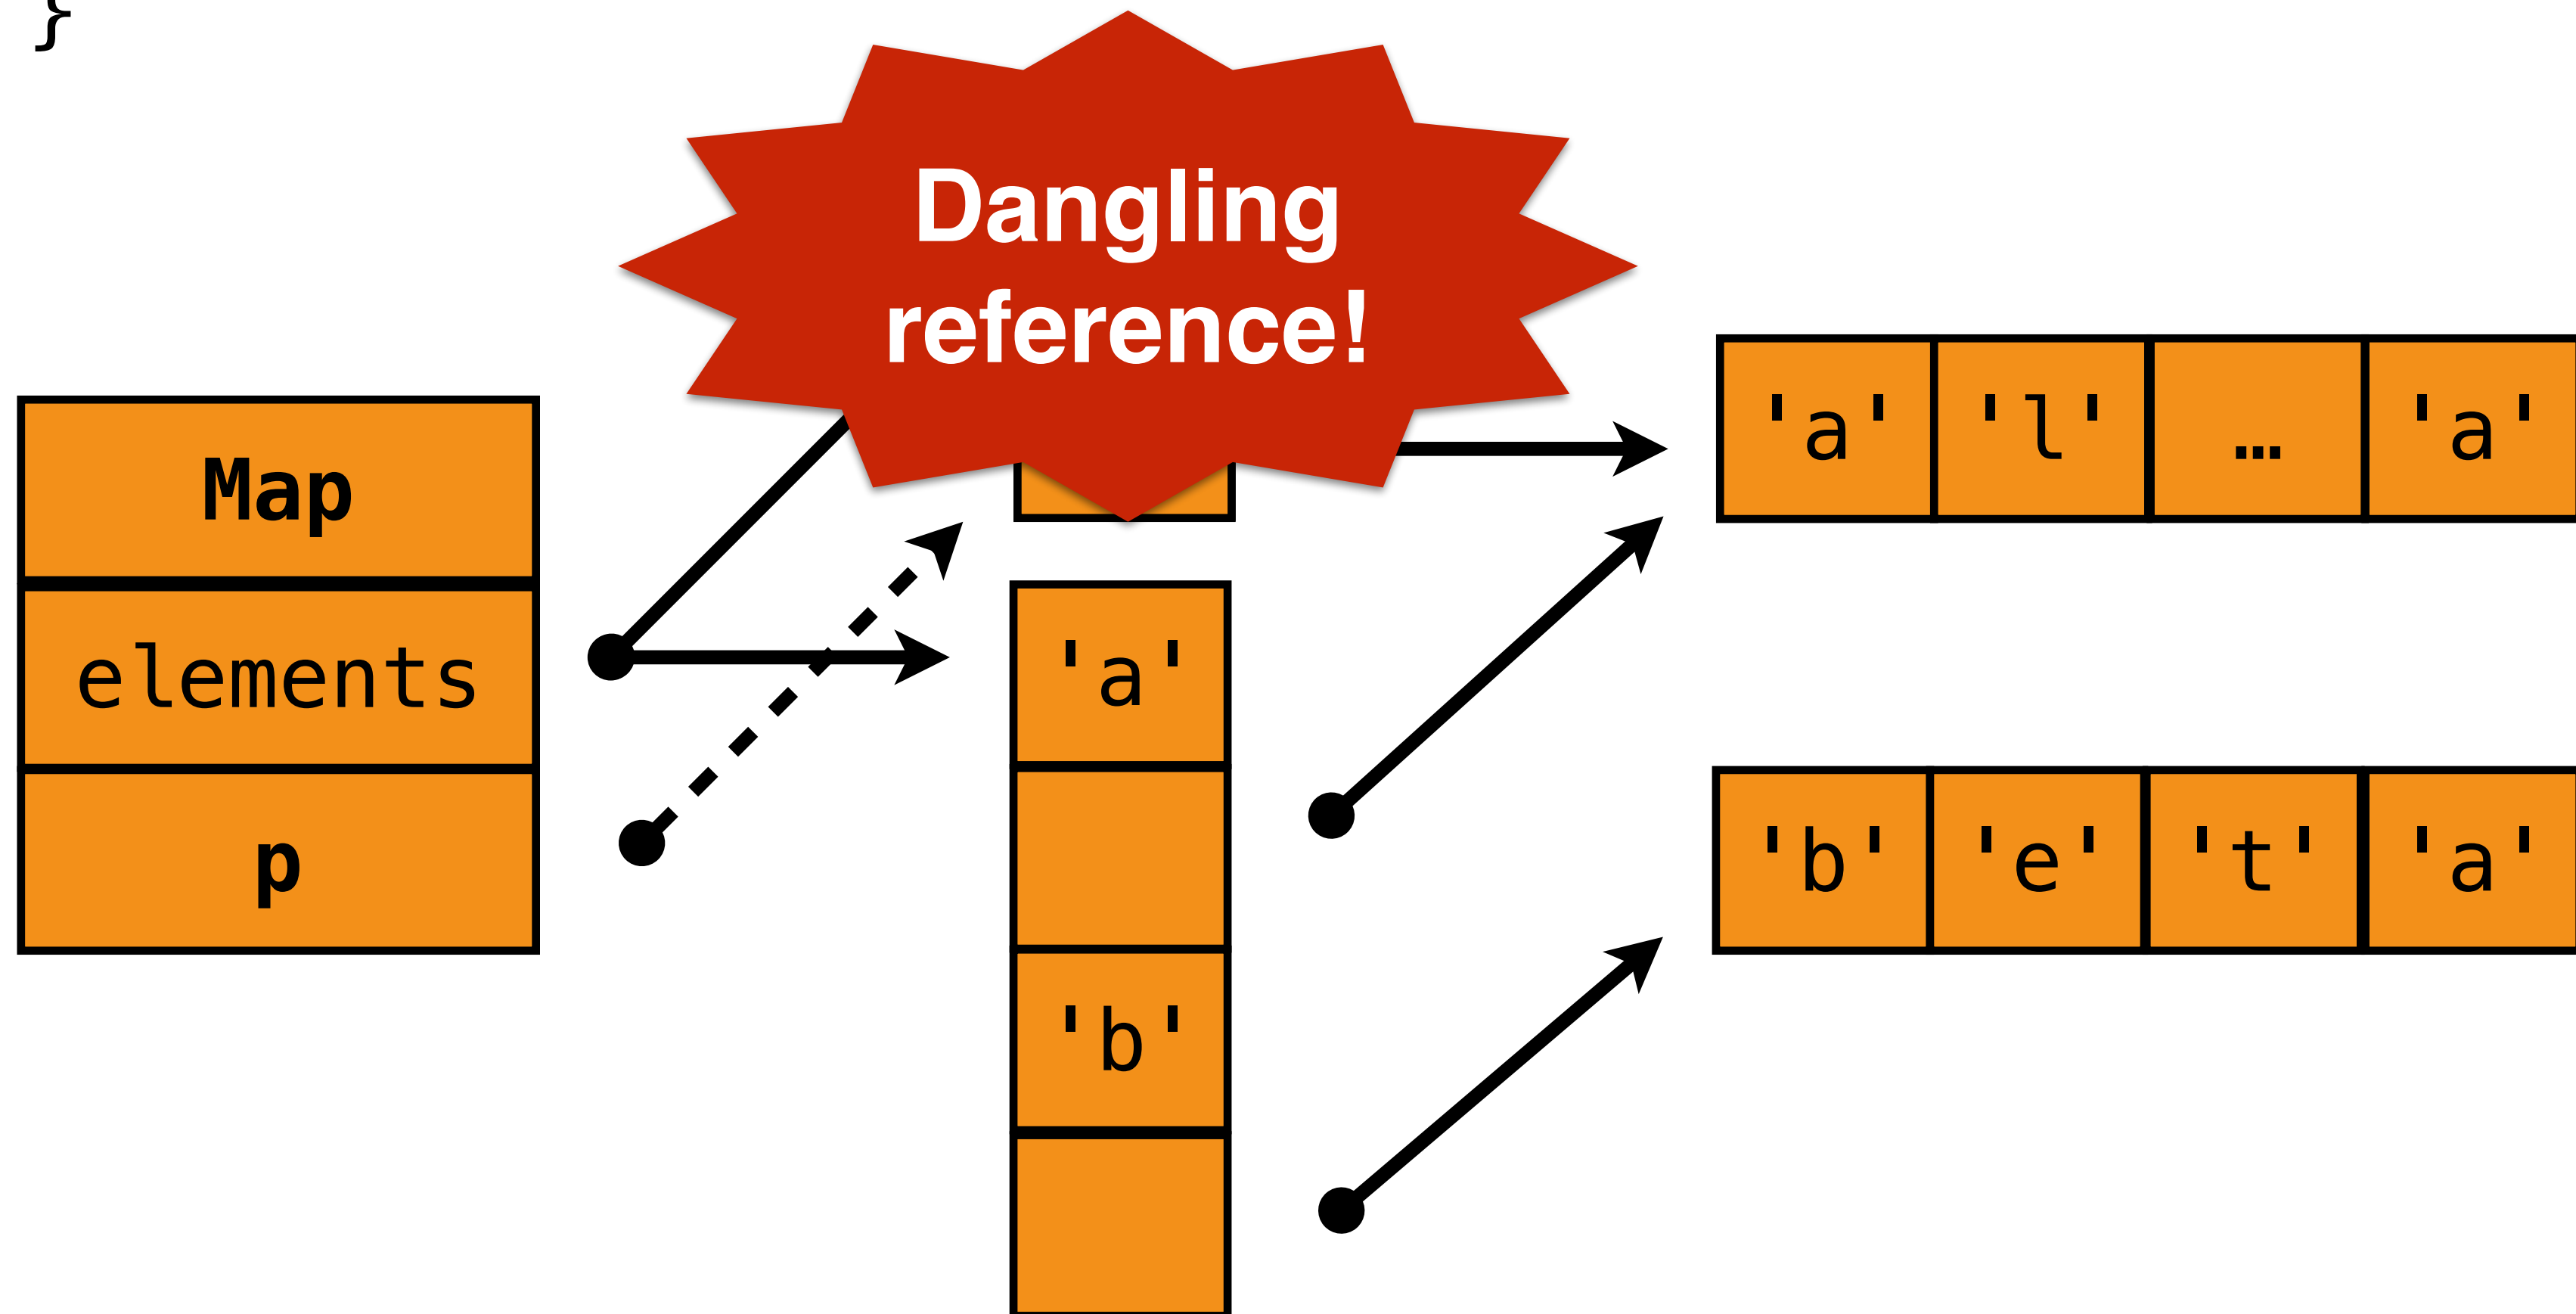 }
Dangling
reference!
'a' 'l' … 'a'
Map
elements
'a'
p
'b' 'e' 't' 'a'
'b'